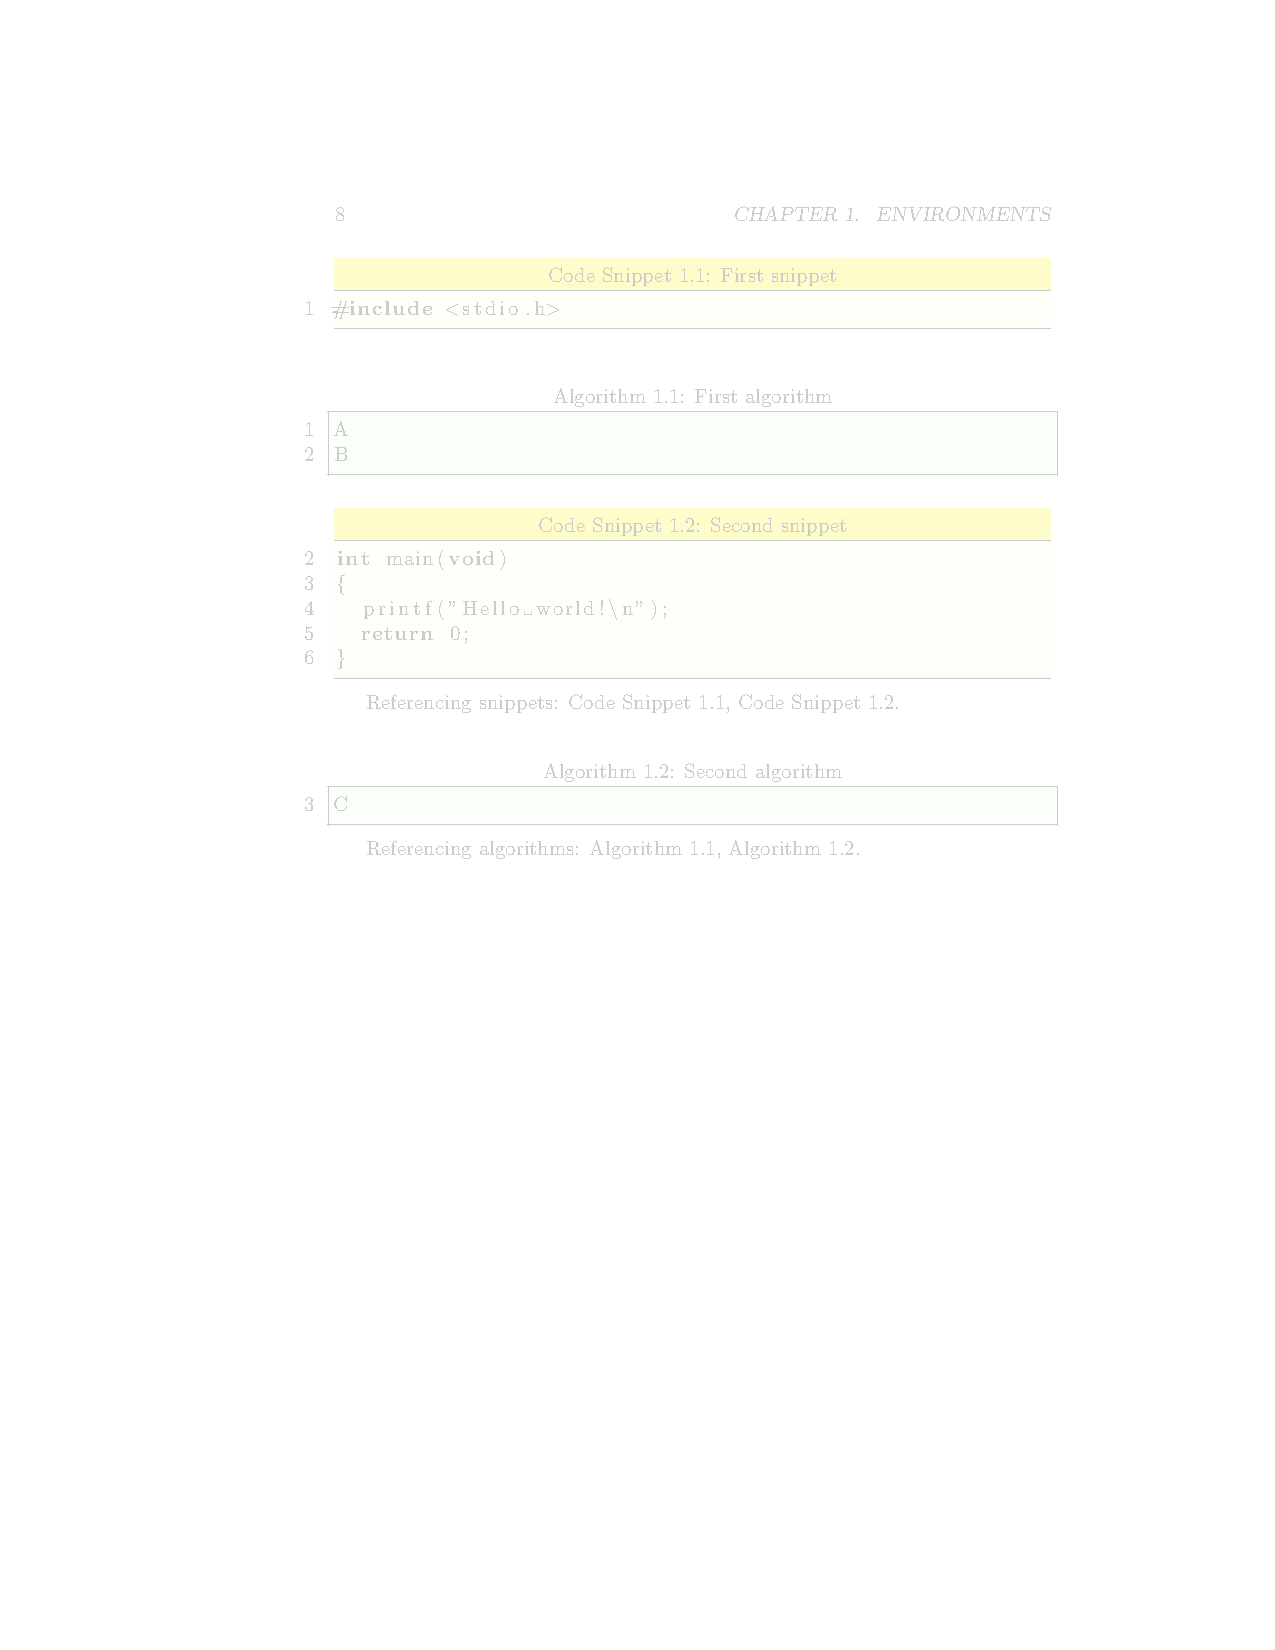 8 CHAPTER 1. ENVIRONMENTS
Code Snippet 1.1: First snippet
1 #include <stdio.h>
Algorithm 1.1: First algorithm
1 A
2 B
Code Snippet 1.2: Second snippet
2 int main(void)
3 {
4 printf("Hello␣world!\n");
5 return 0;
6 }
Referencing snippets: Code Snippet 1.1, Code Snippet 1.2.
Algorithm 1.2: Second algorithm
3 C
Referencing algorithms: Algorithm 1.1, Algorithm 1.2.